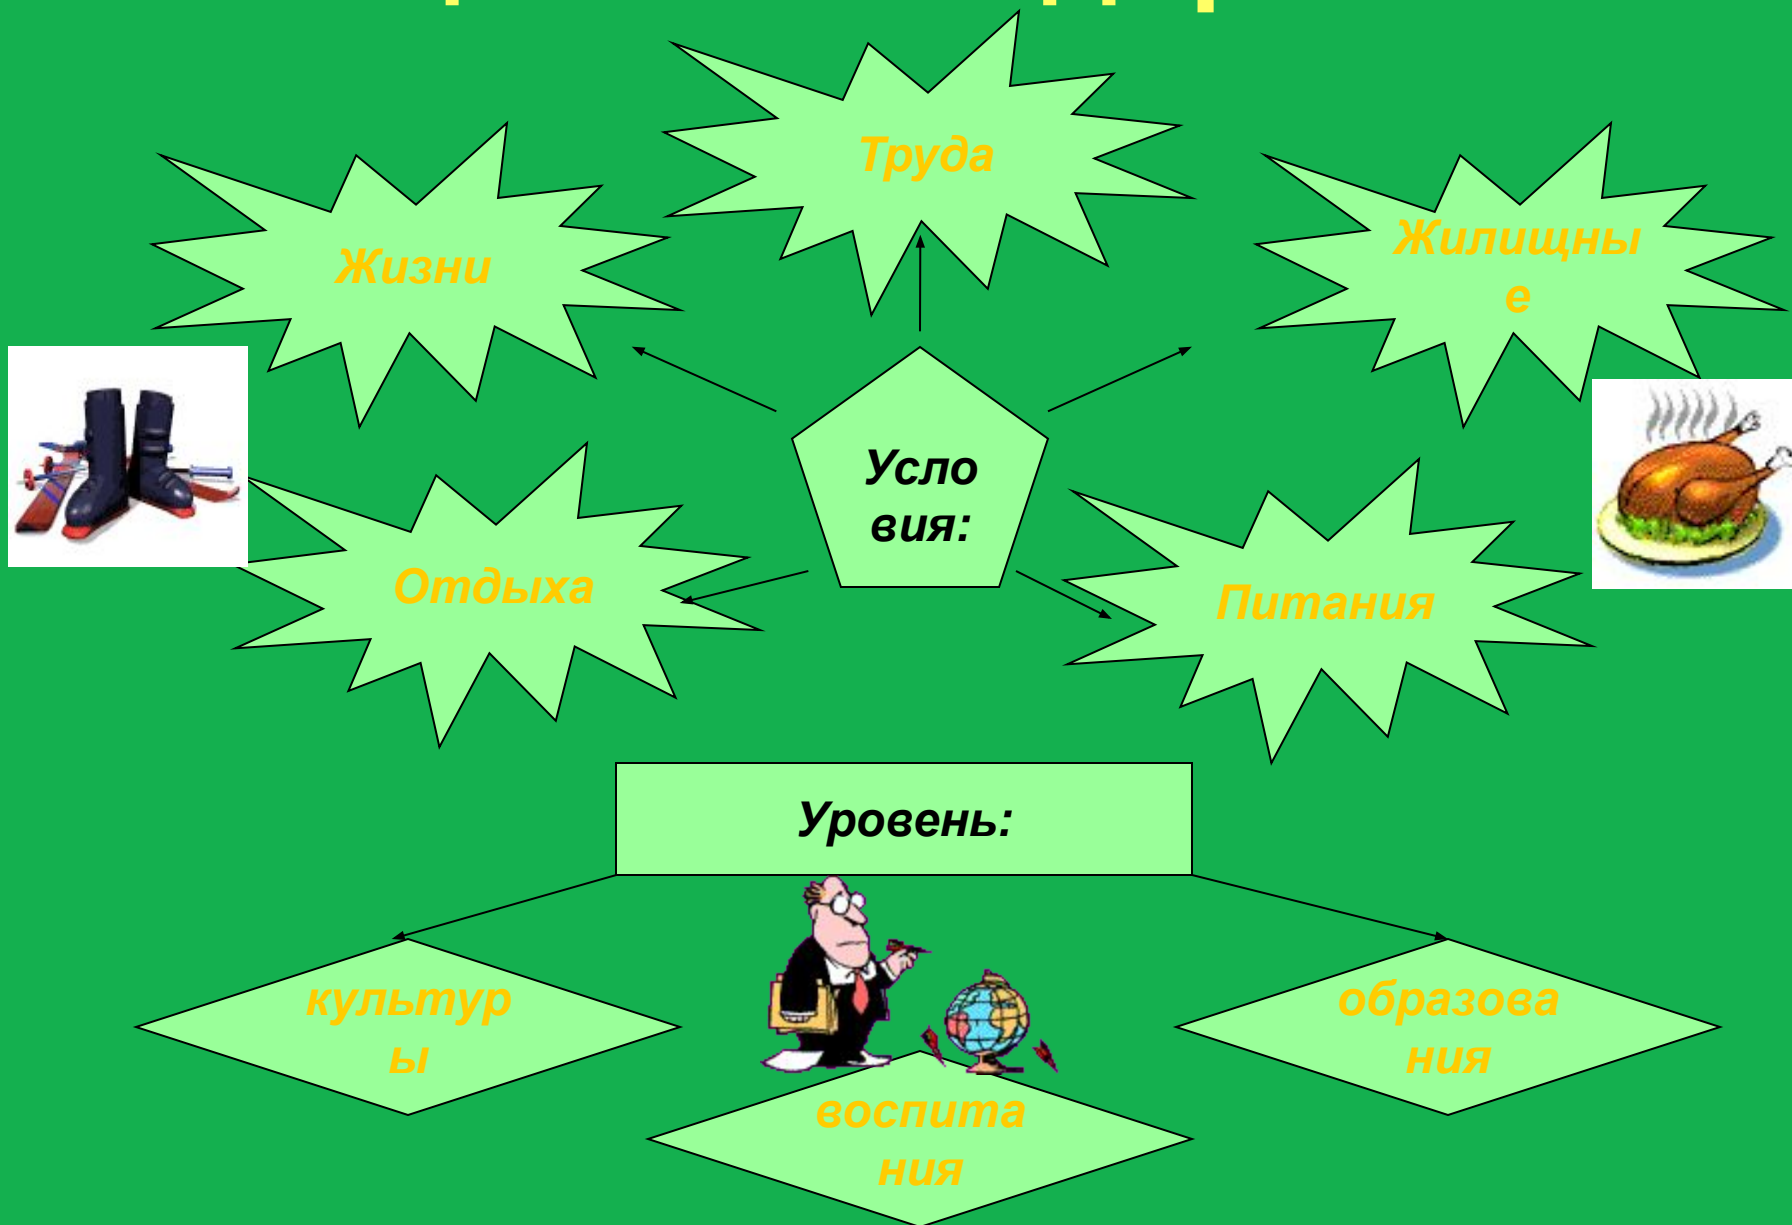 Труда
Жизни
Жилищны
е
Усло
вия:
Отдыха
Питания
Уровень:
культур
ы
образова
ния
воспита
ния